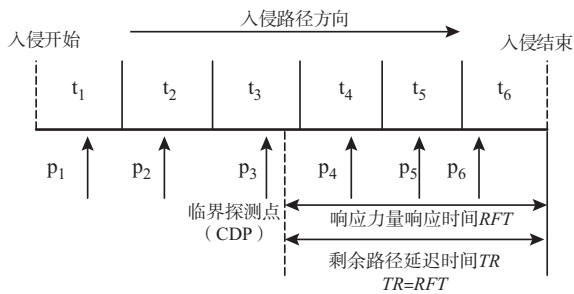 入侵路径方向
入侵开始
入侵结束
t1 t2 t3 t4 t5 t6
p1 p2 p3 p4 p5 p6
临界探测点
（CDP）
响应力量响应时间RFT
剩余路径延迟时间TR
TR=RFT